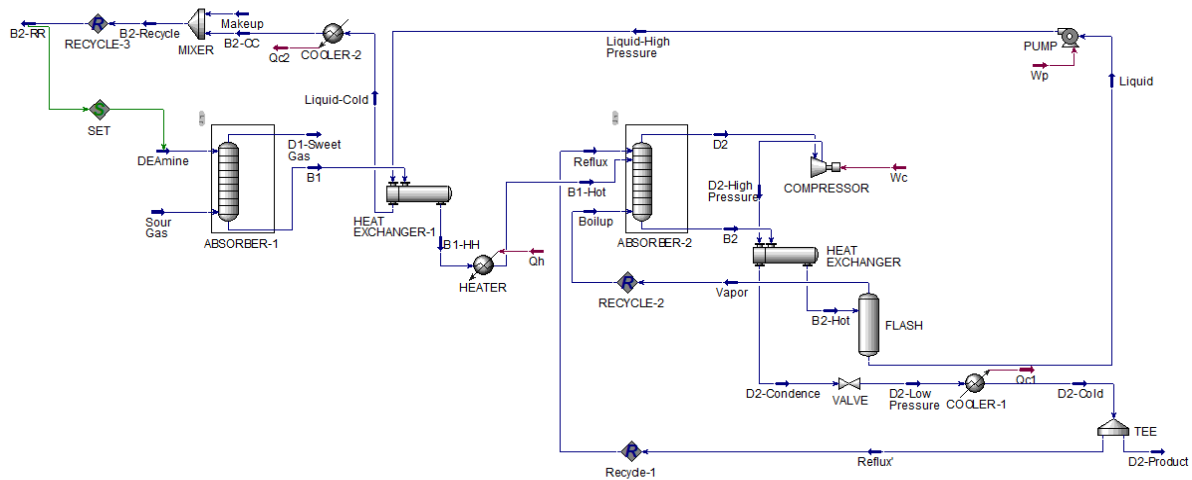 B2-RR
RECYCLE-3
B2-Recycle
MIXER
Makeup
B2-CC
Qc2
COOLER-2
Liquid-Cold
SET
S
R
DEAmine
Sour
Gas
ABSORBER-1
D1-Sweet
Gas
B1
HEAT
EXCHANGER-1
B1-HH
HEATER
Qh
Liquid-High
Pressure
PUMP
Wp
Liquid
Reflux
B1-Hot
Boilup
ABSORBER-2
D2
COMPRESSOR
Wc
D2-High
Pressure
B2
HEAT
EXCHANGER
R
RECYCLE-2
Vapor
B2-Hot
FLASH
D2-Condence
VALVE
D2-Low
Pressure
Qc1
COOLER-1
D2-Cold
TEE
D2-Product
Reflux'
R
Recycle-1